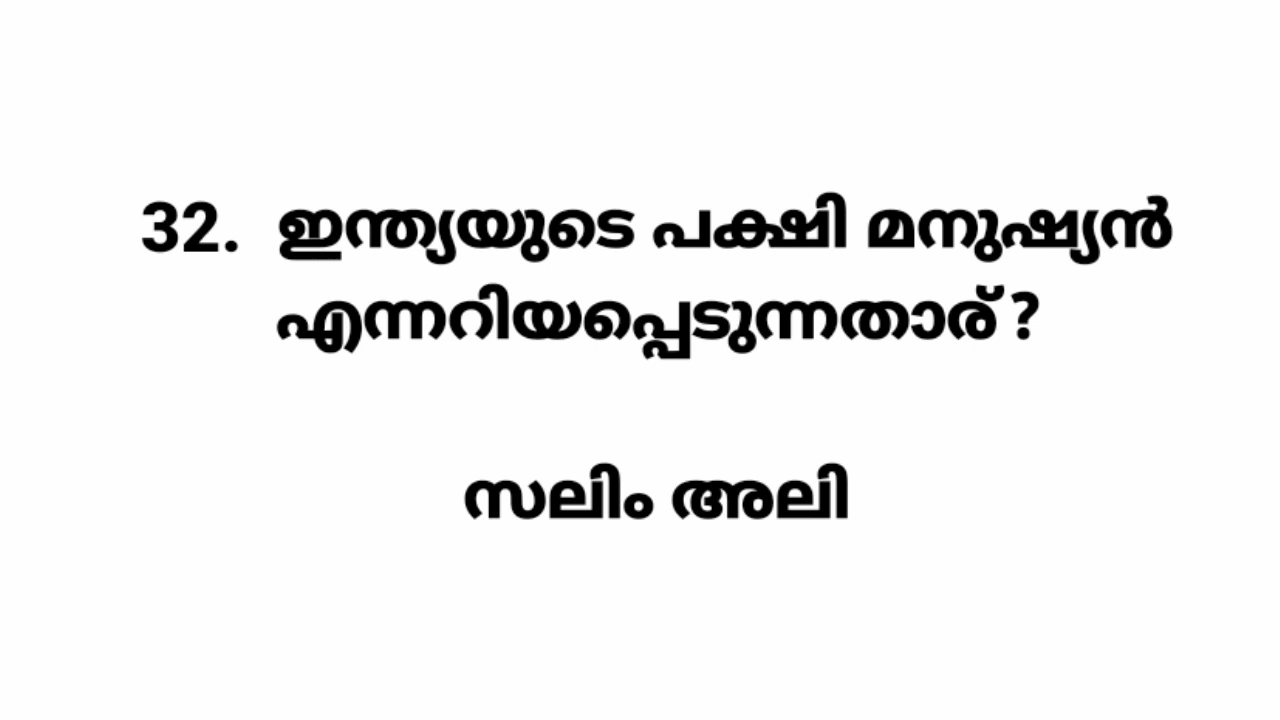 32. ഇന്ത്യയുടെ പക്ഷി മനുഷ്യൻ
എന്നറിയപ്പെടുന്നതാര് ?
സലിം അലി